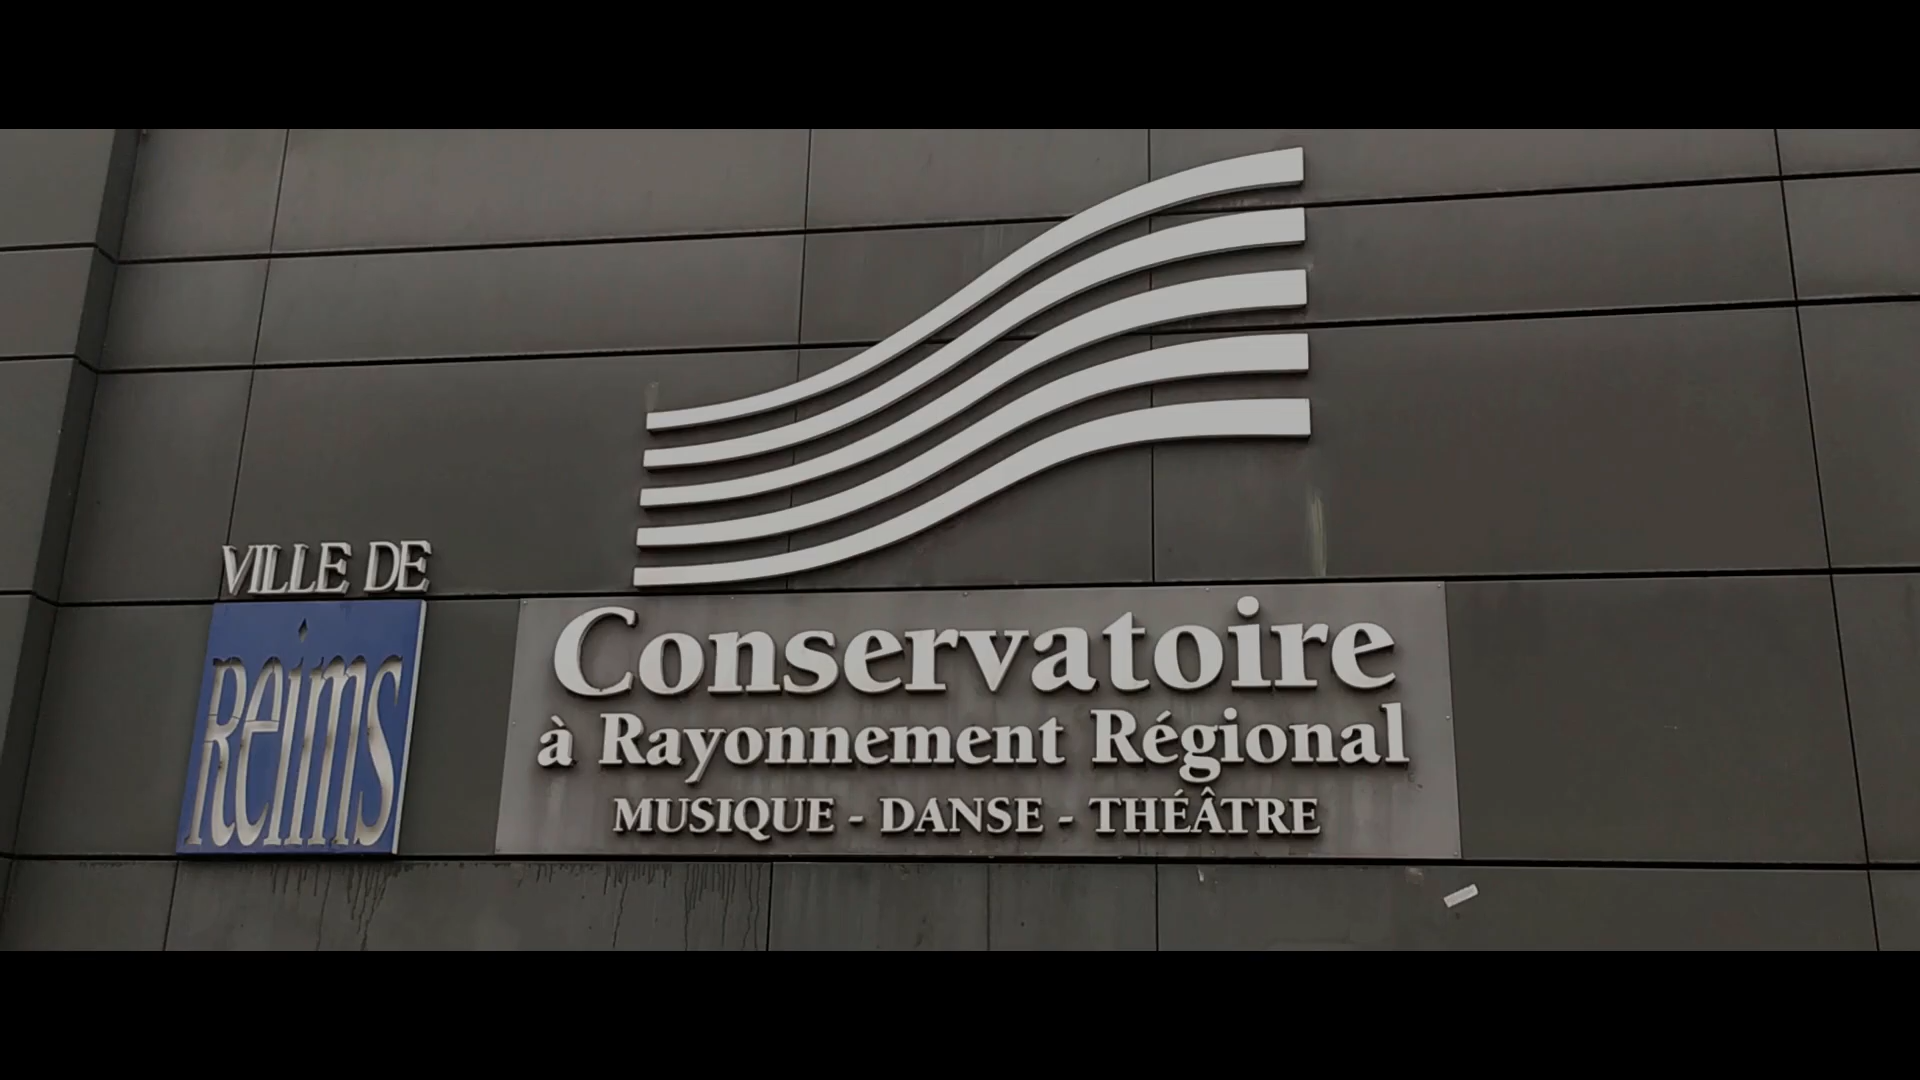 VILLE DE
Reims
Conservatoire
à Rayonnement Régional
MUSIQUE - DANSE - THÉÂTRE